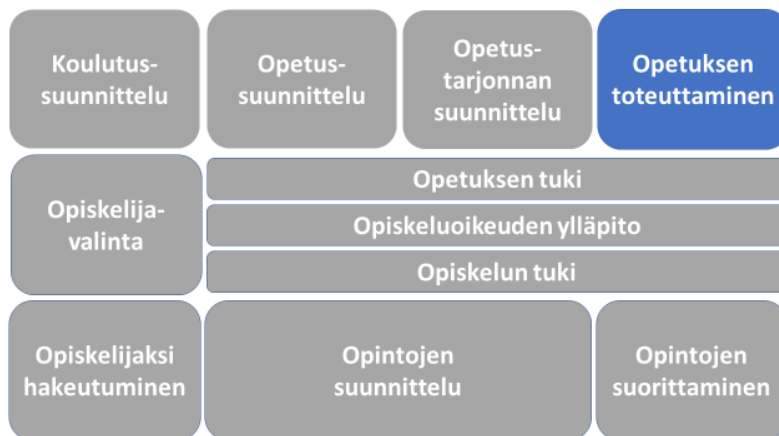 Koulutus-
suunnittelu
Opetus-
suunnittelu
Opetus-
tarjonnan
suunnittelu
Opetuksen
toteuttaminen
Opiskelija-
valinta
Opetuksen tuki
Opiskeluoikeuden ylläpito
Opiskelun tuki
Opiskelijaksi
hakeutuminen
Opintojen
suunnittelu
Opintojen
suorittaminen